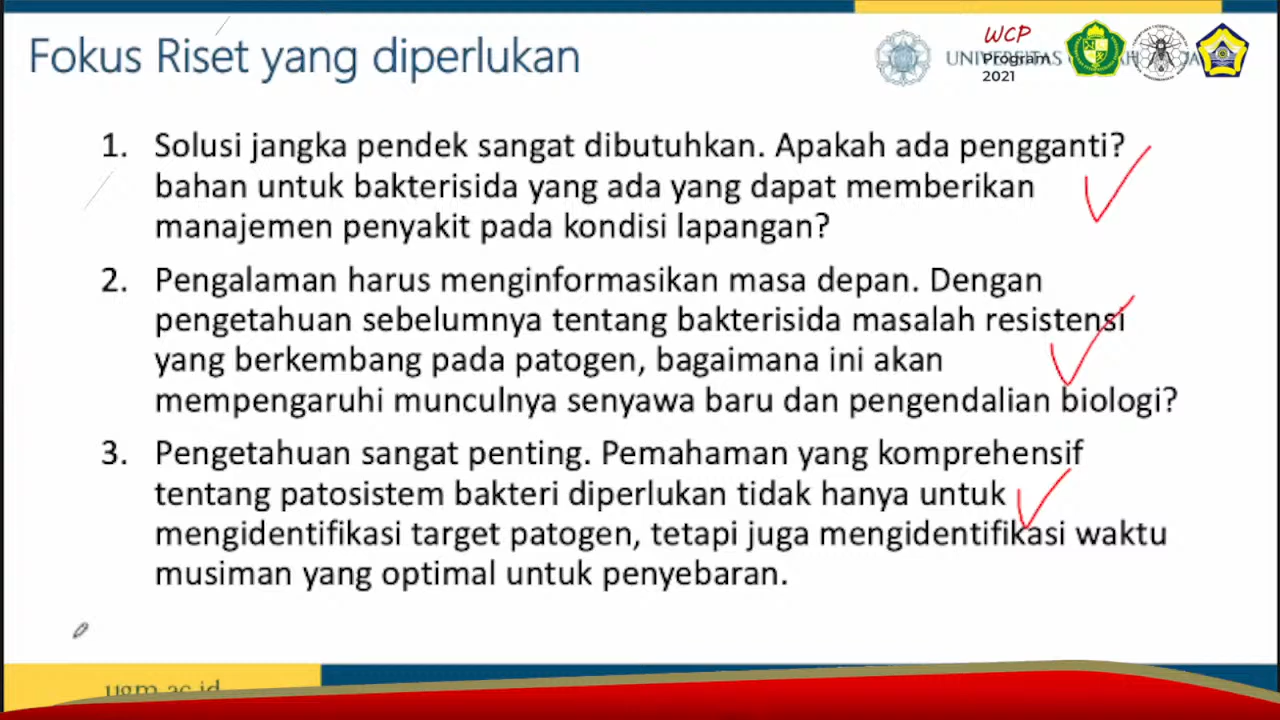 Fokus Riset yang diperlukan
WCP
Program
2021
UNIVERSITAS
1. Solusi jangka pendek sangat dibutuhkan. Apakah ada pengganti?
bahan untuk bakterisida yang ada yang dapat memberikan
manajemen penyakit pada kondisi lapangan?
2. Pengalaman harus menginformasikan masa depan. Dengan
pengetahuan sebelumnya tentang bakterisida masalah resistensi
yang berkembang pada patogen, bagaimana ini akan
mempengaruhi munculnya senyawa baru dan pengendalian biologi?
3. Pengetahuan sangat penting. Pemahaman yang komprehensif
tentang patosistem bakteri diperlukan tidak hanya untuk
mengidentifikasi target patogen, tetapi juga mengidentifikasi waktu
musiman yang optimal untuk penyebaran.
ugm.ac.id